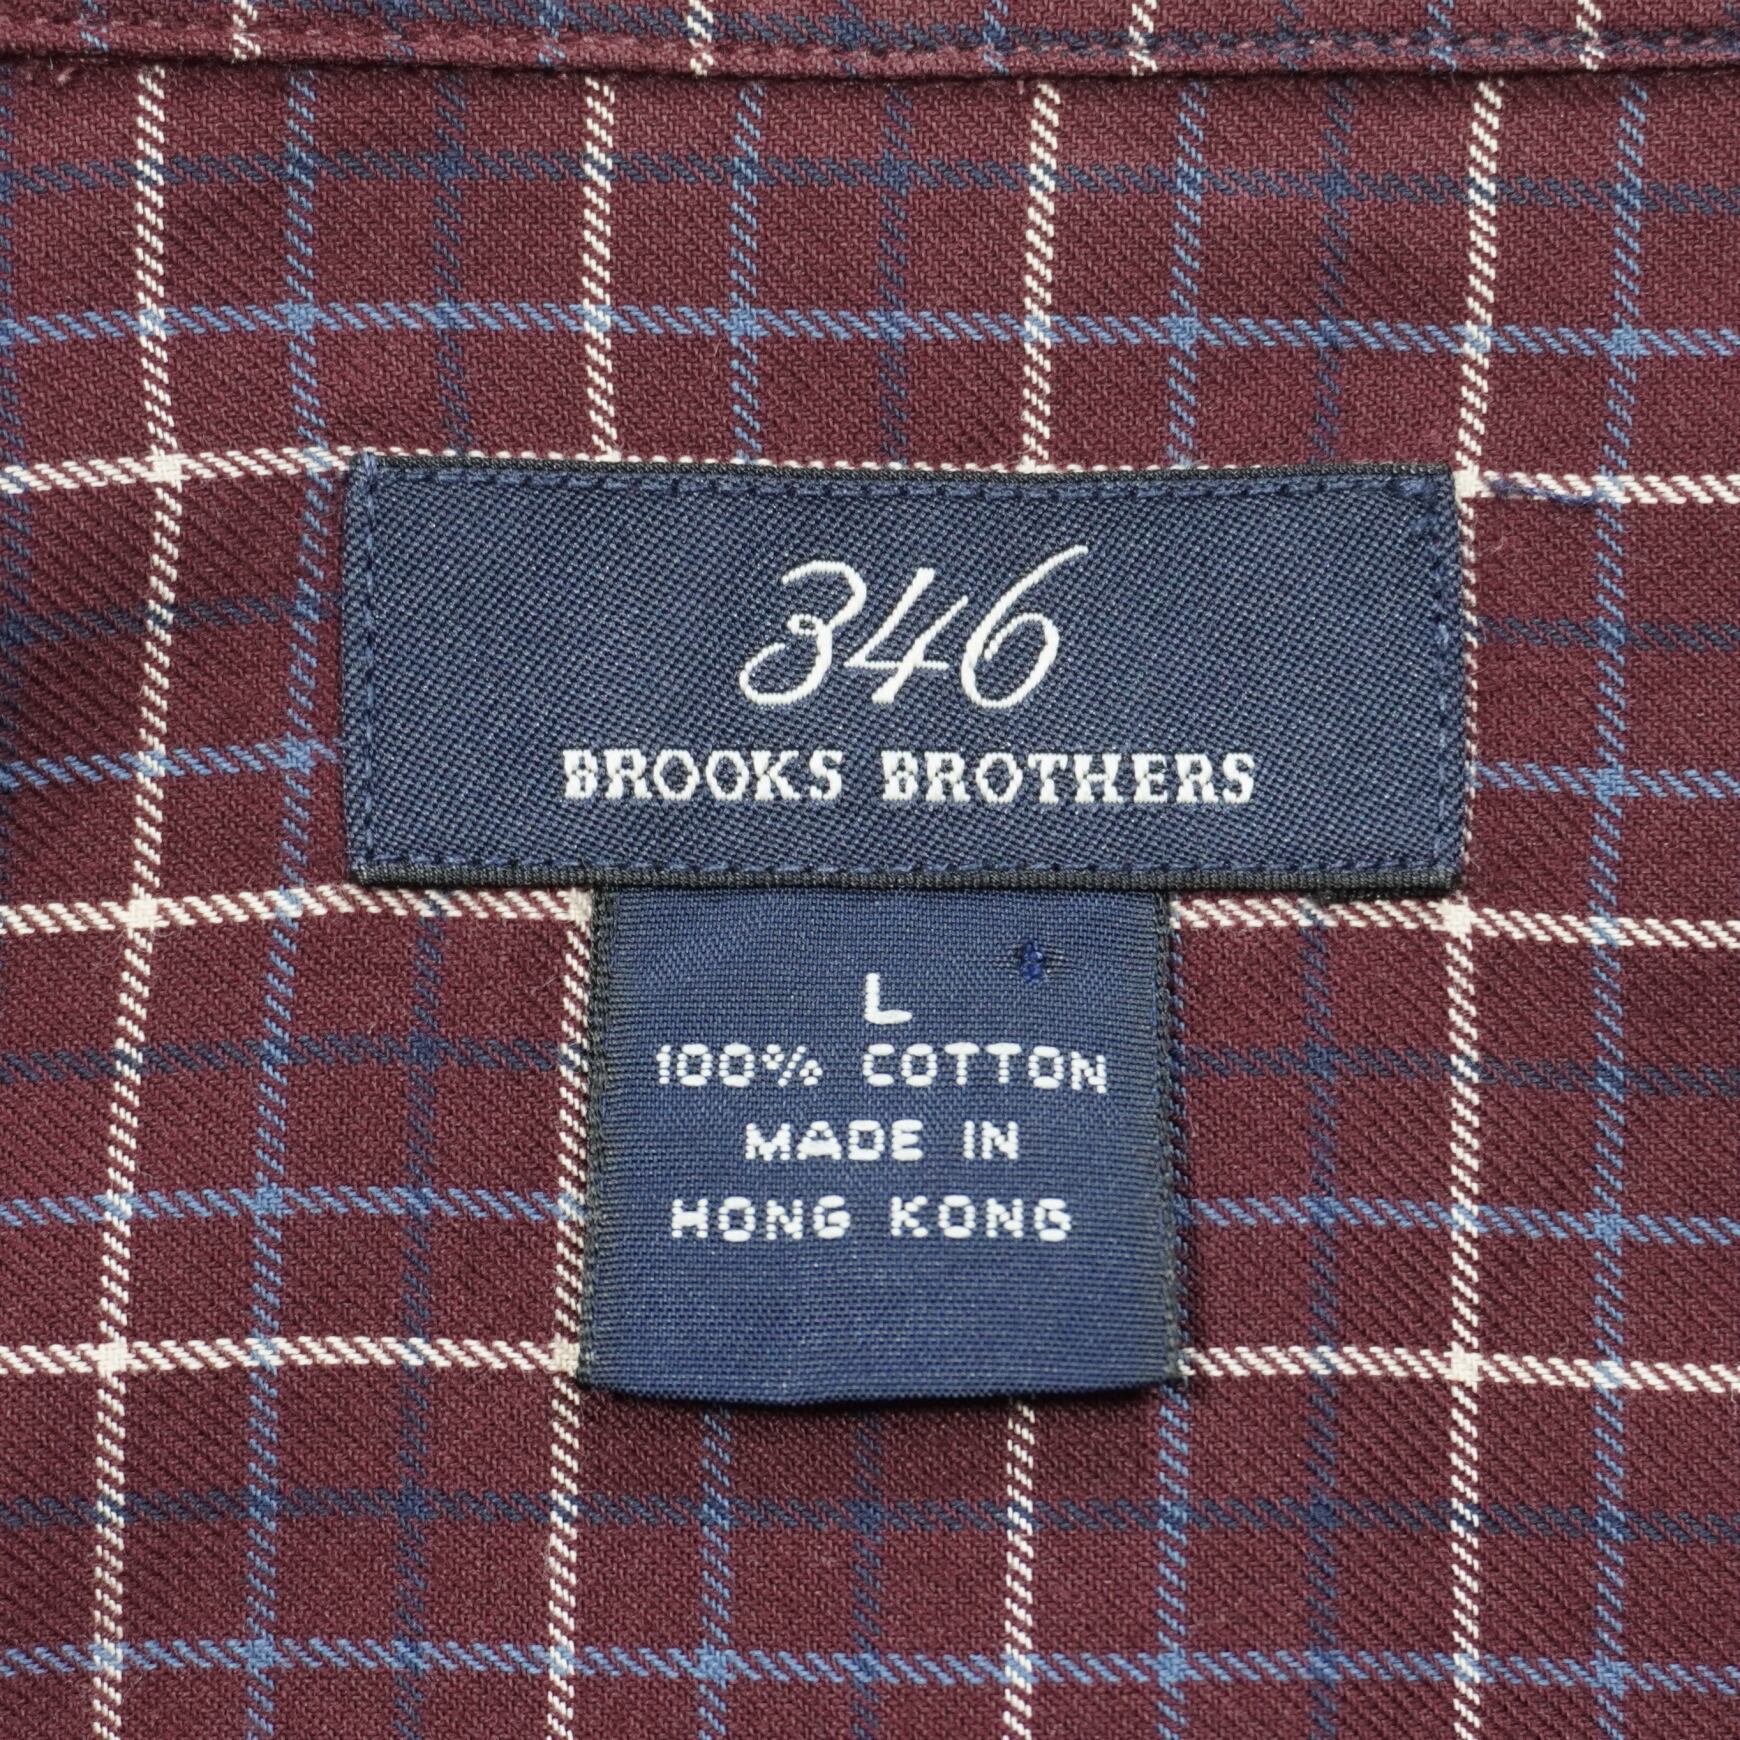 346
BROOKS BROTHERS
L
100% COTTON
MADE IN
HONG KONG